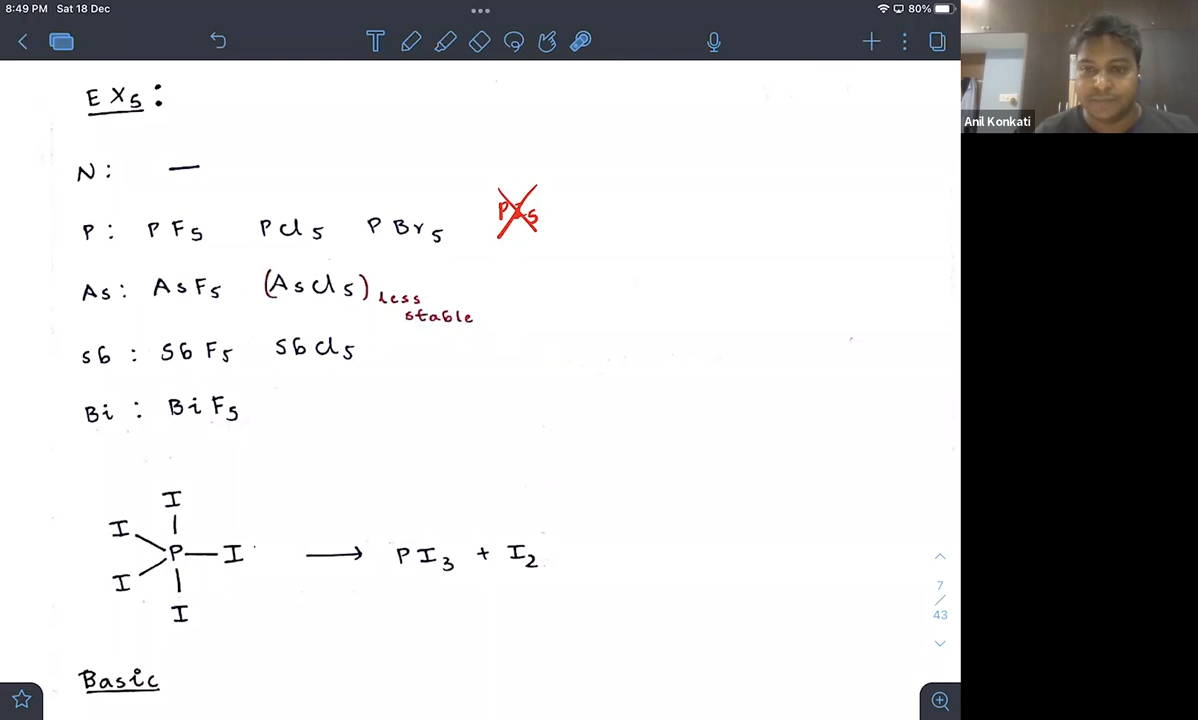 8:49 PM Sat 18 Dec
80%
T
Anil Konkati
EX5:
N: —
P: PF5 PCl5 PBr5 PI5
As: AsF5 (AsCl5) less
stable
Sb: SbF5 SbCl5
Bi: BiF5
I
I
P—I → PI3 + I2
I
I
7
/
43
Basic